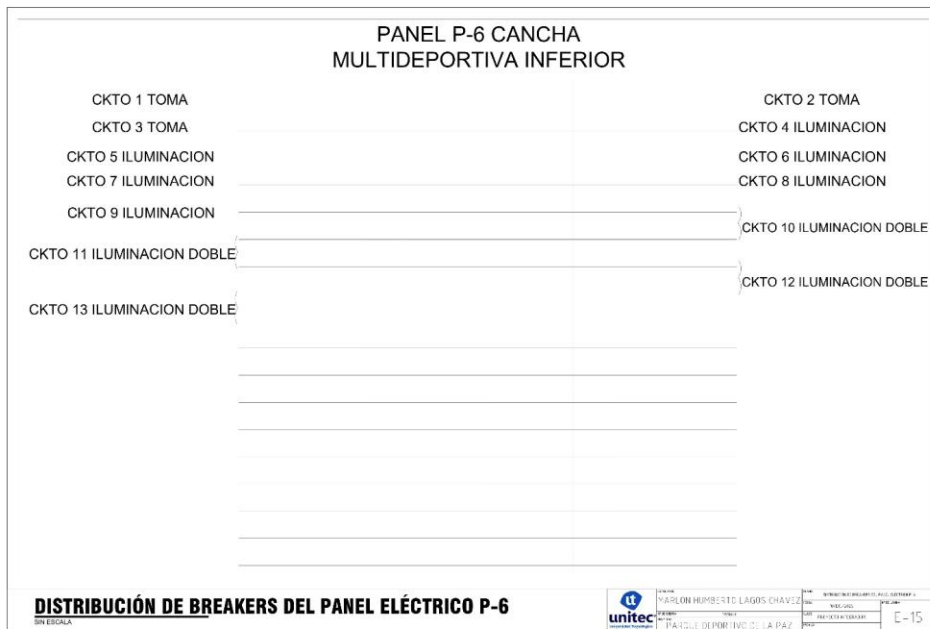 PANEL P-6 CANCHA
MULTIDEPORTIVA INFERIOR
CKTO 1 TOMA
CKTO 2 TOMA
CKTO 3 TOMA
CKTO 4 ILUMINACION
CKTO 5 ILUMINACION
CKTO 6 ILUMINACION
CKTO 7 ILUMINACION
CKTO 8 ILUMINACION
CKTO 9 ILUMINACION
CKTO 10 ILUMINACION DOBLE
CKTO 11 ILUMINACION DOBLE
CKTO 12 ILUMINACION DOBLE
CKTO 13 ILUMINACION DOBLE
DISTRIBUCIÓN DE BREAKERS DEL PANEL ELÉCTRICO P-6
SIN ESCALA
unitec
MARLON HUMBERTO LAGOS CHAVEZ
PARQUE DEPORTIVO DE LA PAZ
E-15